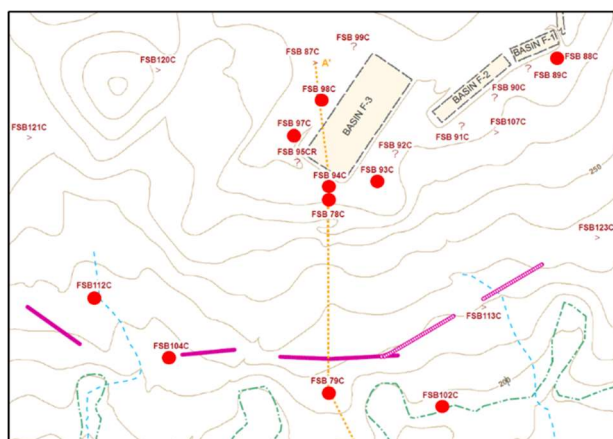 FSB 99C
BASIN F-1
FSB 87C
A'
FSB 88C
FSB120C
FSB 89C
BASIN F-2
FSB 98C
FSB 90C
BASIN F-3
FSB 97C
FSB107C
FSB121C
FSB 91C
FSB 95CR
FSB 92C
FSB 94C
FSB 93C
250
FSB 78C
FSB123C
FSB112C
FSB113C
FSB104C
200
FSB 79C
FSB102C